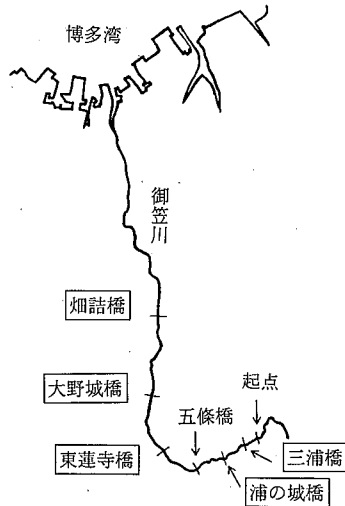 博多湾
御笠川
畑詰橋
大野城橋
起点
五條橋
東蓮寺橋
三浦橋
浦の城橋